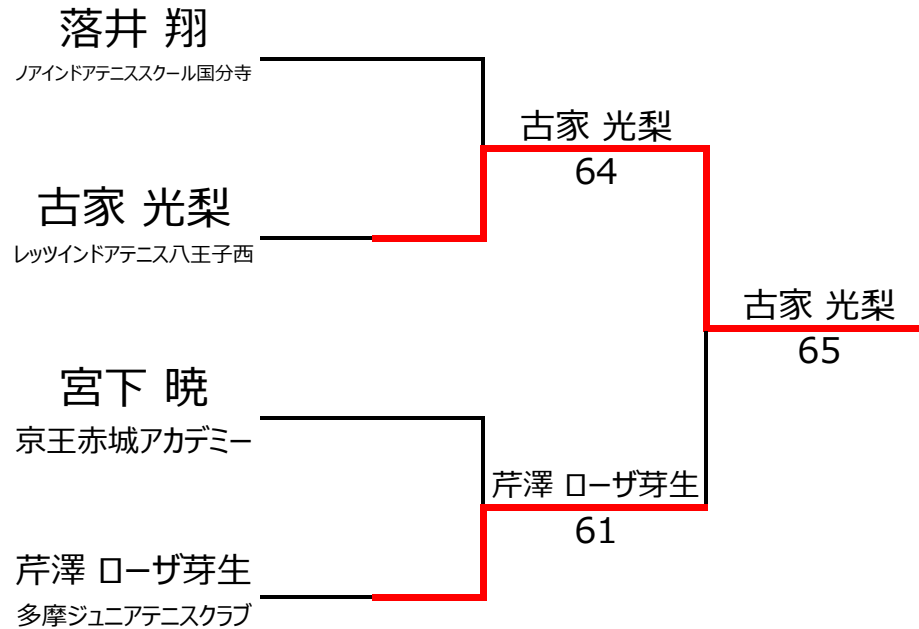 落井 翔
ノアインドアテニススクール国分寺
古家 光梨
64
古家 光梨
レッツインドアテニス八王子西
古家 光梨
65
宮下 暁
京王赤城アカデミー
芹澤 ローザ芽生
61
芹澤 ローザ芽生
多摩ジュニアテニスクラブ